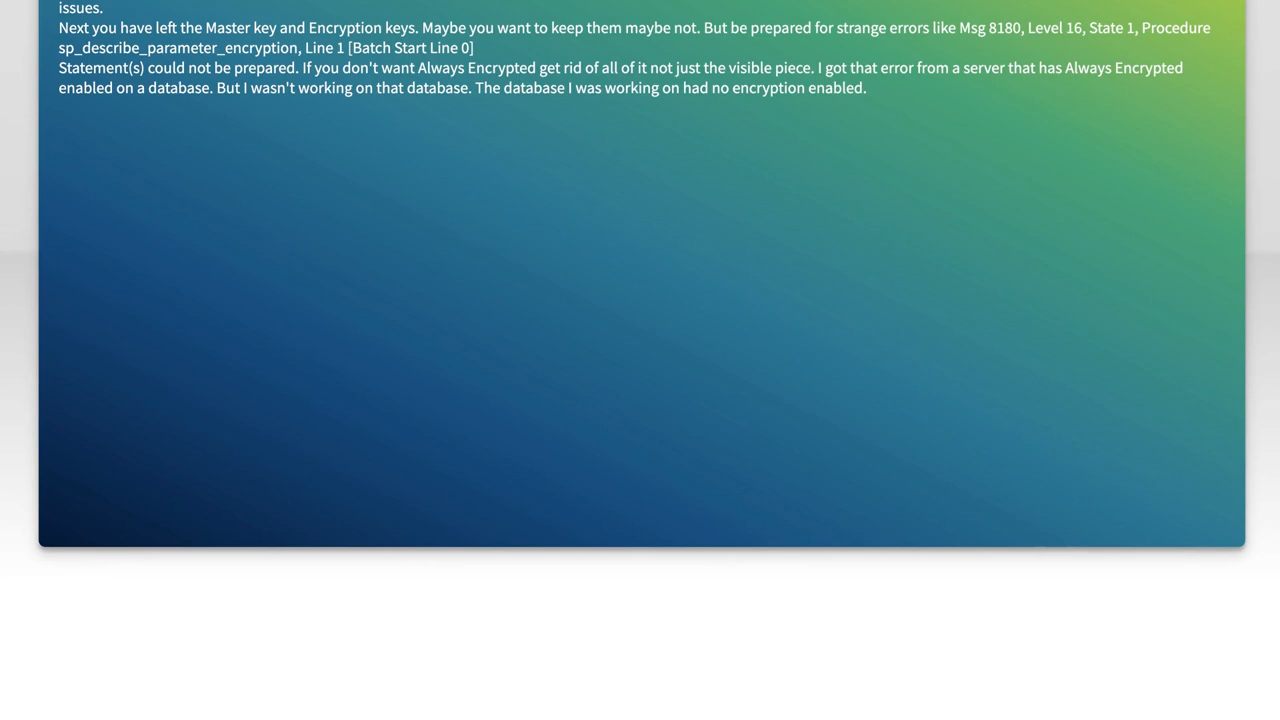 issues.
Next you have left the Master key and Encryption keys. Maybe you want to keep them maybe not. But be prepared for strange errors like Msg 8180, Level 16, State 1, Procedure
sp_describe_parameter_encryption, Line 1 [Batch Start Line 0]
Statement(s) could not be prepared. If you don't want Always Encrypted get rid of all of it not just the visible piece. I got that error from a server that has Always Encrypted
enabled on a database. But I wasn't working on that database. The database I was working on had no encryption enabled.